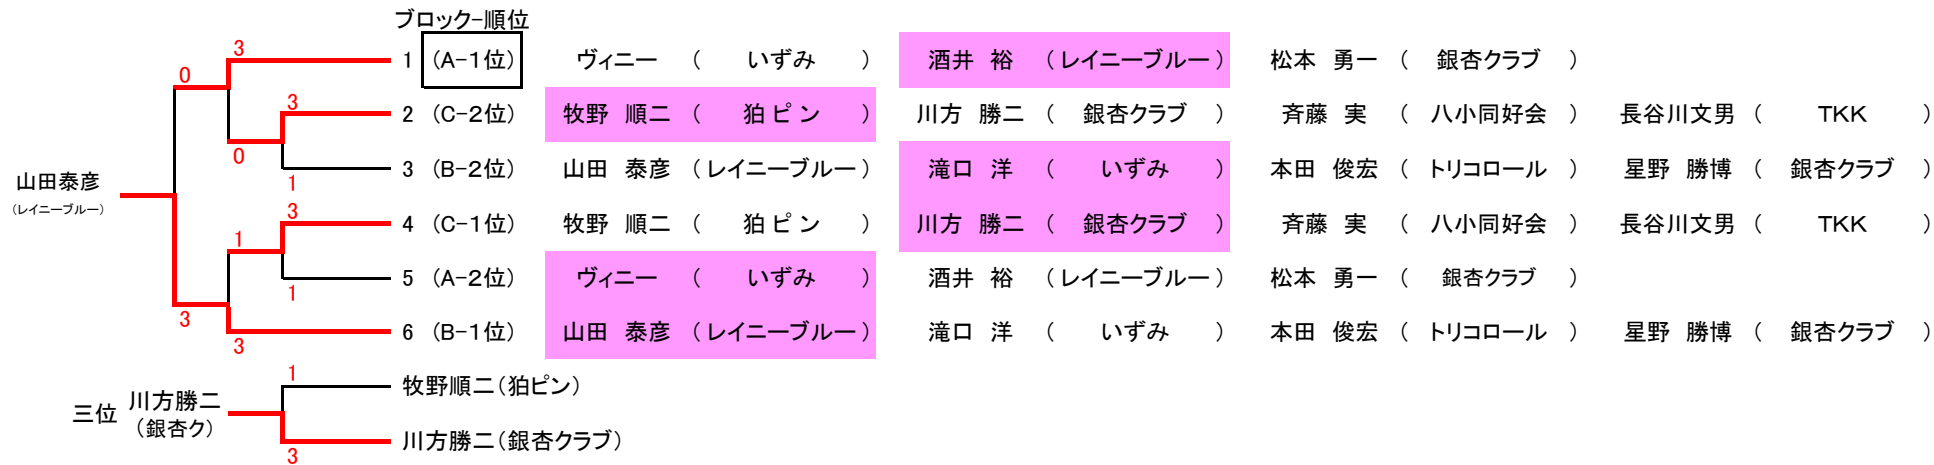 ブロック-順位
3
1 (A-1位) ヴィニー ( いずみ ) 酒井 裕 (レイニーブルー) 松本 勇一 ( 銀杏クラブ )
0
3
2 (C-2位) 牧野 順二 ( 狛ピン ) 川方 勝二 ( 銀杏クラブ ) 斉藤 実 ( 八小同好会 ) 長谷川文男 ( TKK )
0
3 (B-2位) 山田 泰彦 (レイニーブルー) 滝口 洋 ( いずみ ) 本田 俊宏 ( トリコロール ) 星野 勝博 ( 銀杏クラブ )
1
山田泰彦
(レイニーブルー)
3
4 (C-1位) 牧野 順二 ( 狛ピン ) 川方 勝二 ( 銀杏クラブ ) 斉藤 実 ( 八小同好会 ) 長谷川文男 ( TKK )
1
5 (A-2位) ヴィニー ( いずみ ) 酒井 裕 (レイニーブルー) 松本 勇一 ( 銀杏クラブ )
1
3
6 (B-1位) 山田 泰彦 (レイニーブルー) 滝口 洋 ( いずみ ) 本田 俊宏 ( トリコロール ) 星野 勝博 ( 銀杏クラブ )
3
1
牧野順二(狛ピン)
三位 川方勝二
(銀杏ク)
川方勝二(銀杏クラブ)
3